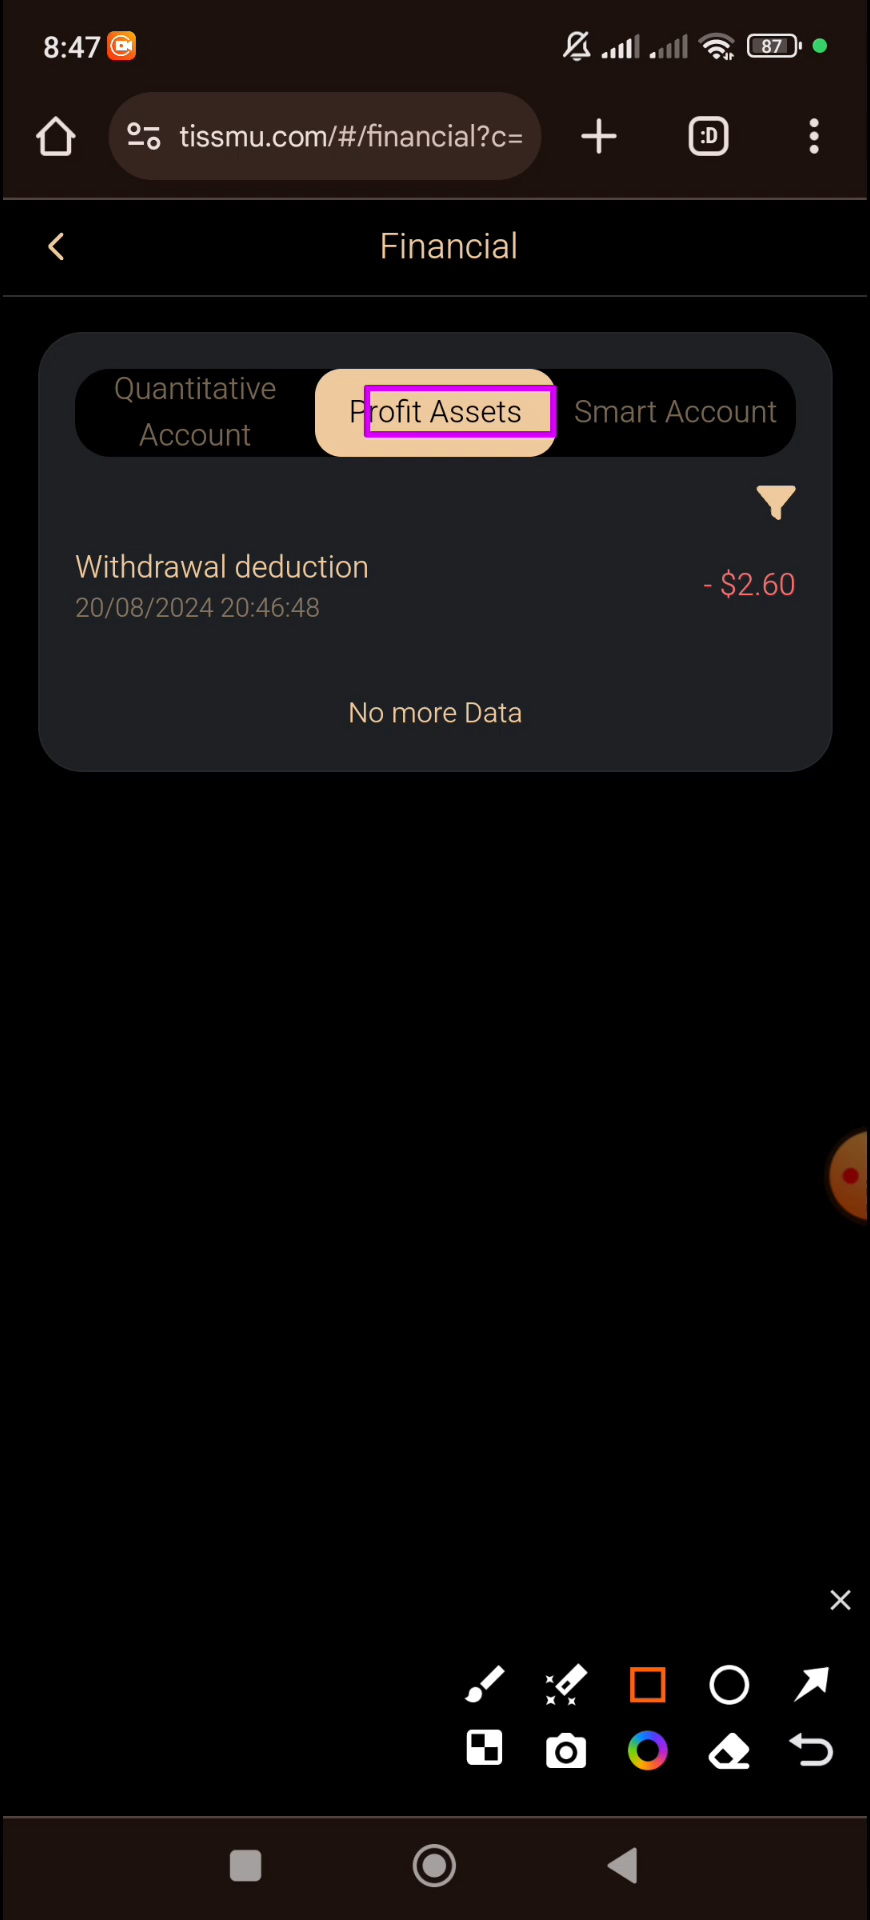 8:47
87
tissmu.com/#/financial?c=
:D
Financial
Quantitative
Account
Profit Assets
Smart Account
Withdrawal deduction
- $2.60
20/08/2024 20:46:48
No more Data